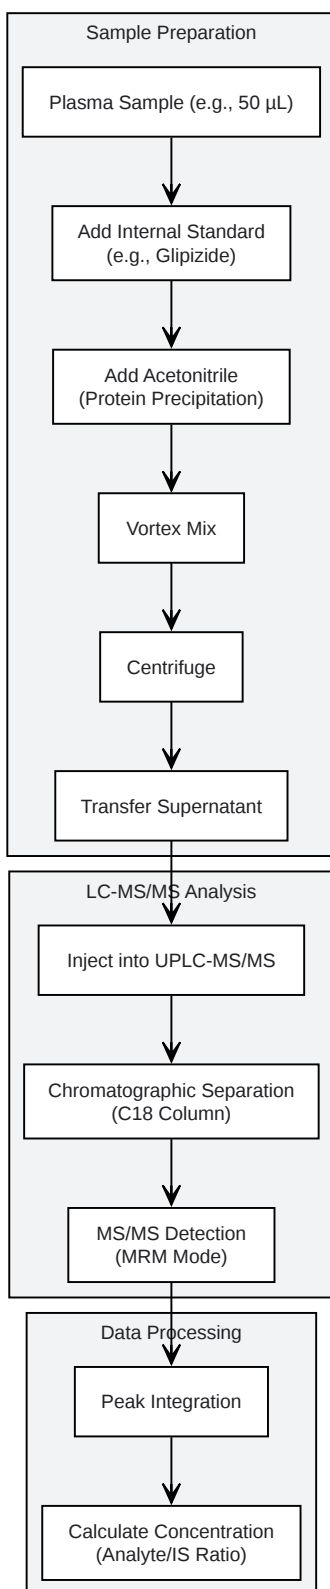 Sample Preparation
Plasma Sample (e.g., 50 µL)
Add Internal Standard
(e.g., Glipizide)
Add Acetonitrile
(Protein Precipitation)
Vortex Mix
Centrifuge
Transfer Supernatant
LC-MS/MS Analysis
Inject into UPLC-MS/MS
Chromatographic Separation
(C18 Column)
MS/MS Detection
(MRM Mode)
Data Processing
Peak Integration
Calculate Concentration
(Analyte/IS Ratio)